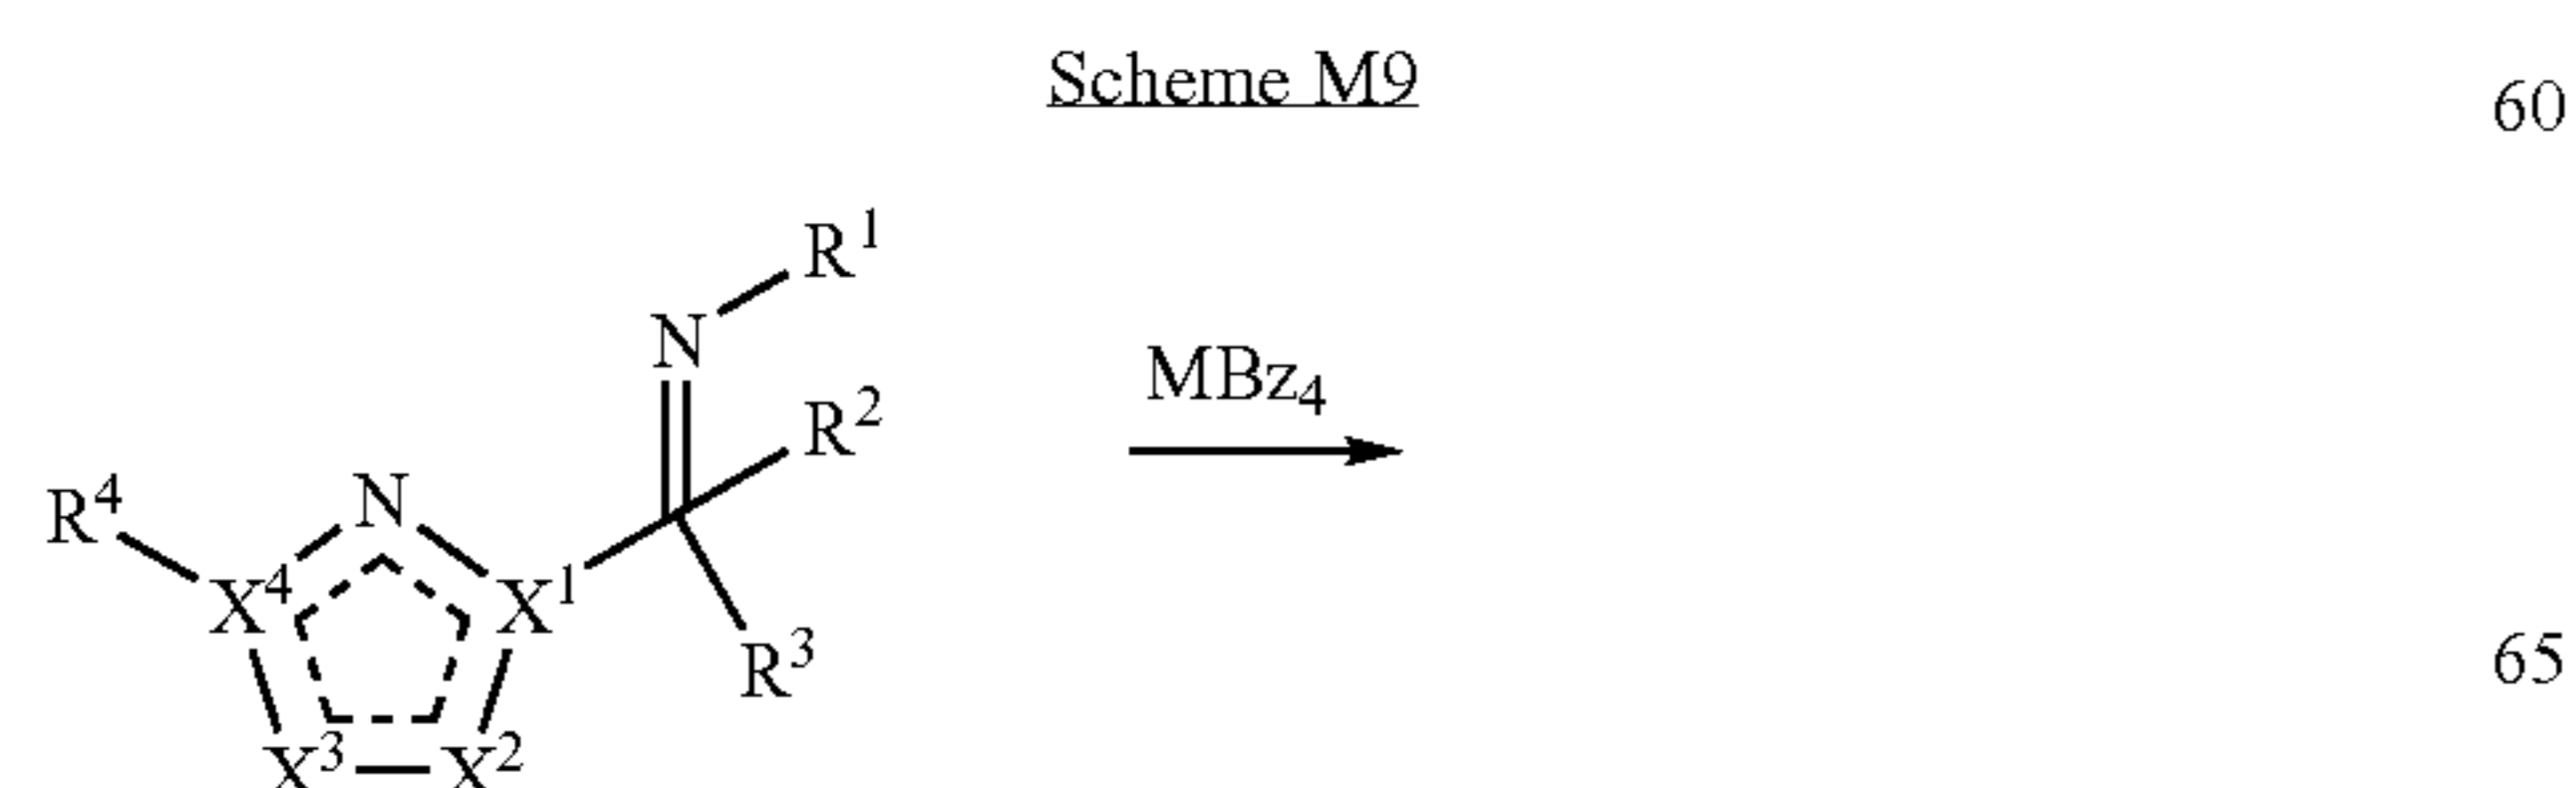 Scheme M9
60
R¹
N
MBz₄
R²
R⁴
N
X⁴
X¹
R³
65
X³
X²